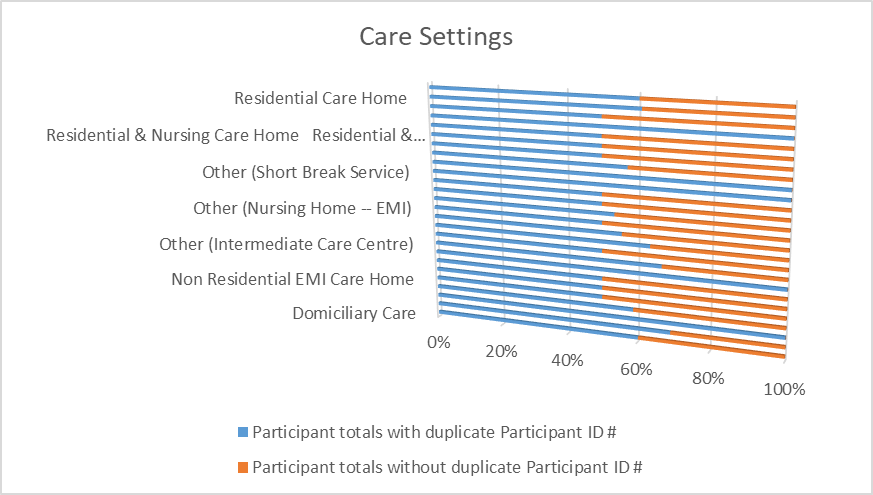 Care Settings
Residential Care Home
Residential & Nursing Care Home Residential &...
Other (Short Break Service)
Other (Nursing Home -- EMI)
Other (Intermediate Care Centre)
Non Residential EMI Care Home
Domiciliary Care
0%
20%
40%
60%
80%
100%
Participant totals with duplicate Participant ID #
Participant totals without duplicate Participant ID #